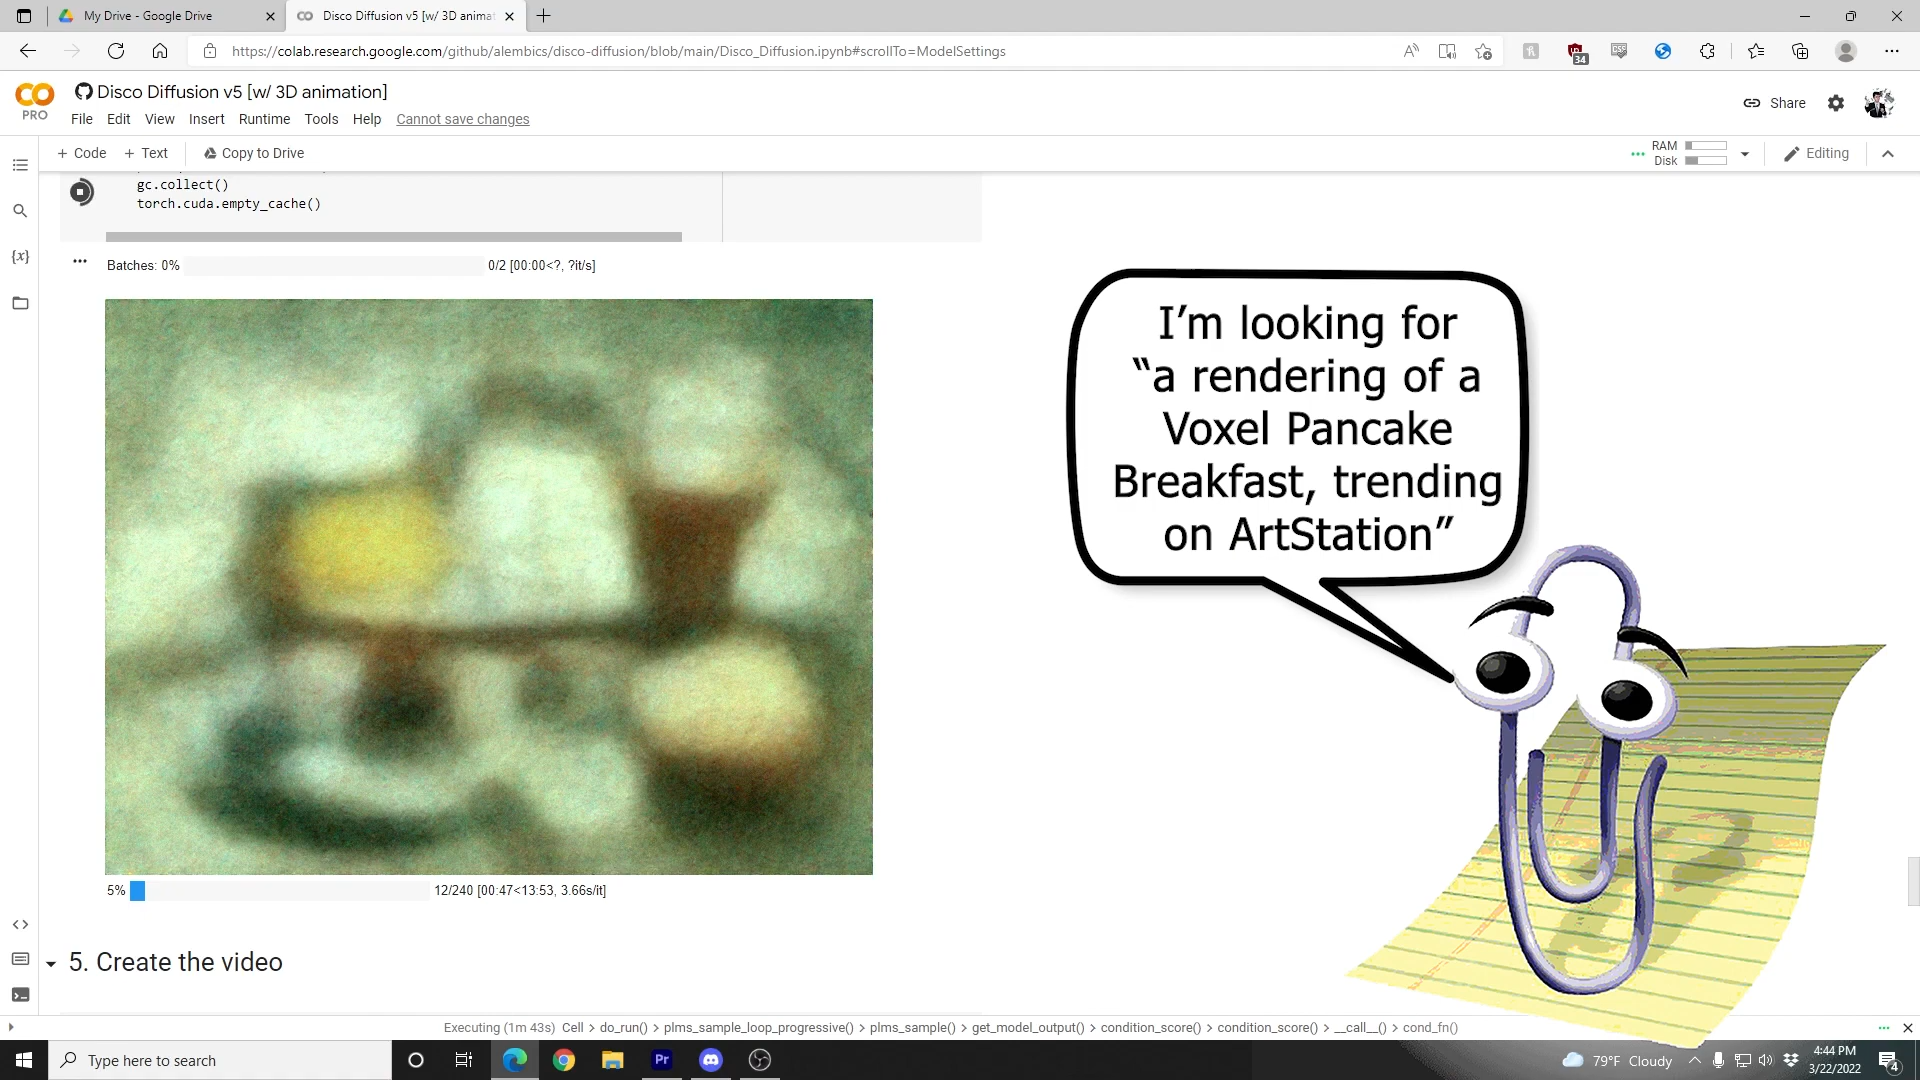 My Drive - Google Drive
Disco Diffusion v5 [w/ 3D animat
https://colab.research.google.com/github/alembics/disco-diffusion/blob/main/Disco_Diffusion.ipynb#scrollTo=ModelSettings
34
CSS
CO
PRO
Disco Diffusion v5 [w/ 3D animation]
File Edit View Insert Runtime Tools Help Cannot save changes
Share
+ Code + Text Copy to Drive
RAM
Disk
Editing
gc.collect()
torch.cuda.empty_cache()
{x}
Batches: 0% 0/2 [00:00<?, ?it/s]
I’m looking for
“a rendering of a
Voxel Pancake
Breakfast, trending
on ArtStation”
5% 12/240 [00:47<13:53, 3.66s/it]
5. Create the video
Executing (1m 43s) Cell > do_run() > plms_sample_loop_progressive() > plms_sample() > get_model_output() > condition_score() > condition_score() > __call__() > cond_fn()
Type here to search
Pr
79°F Cloudy
4:44 PM
3/22/2022
4